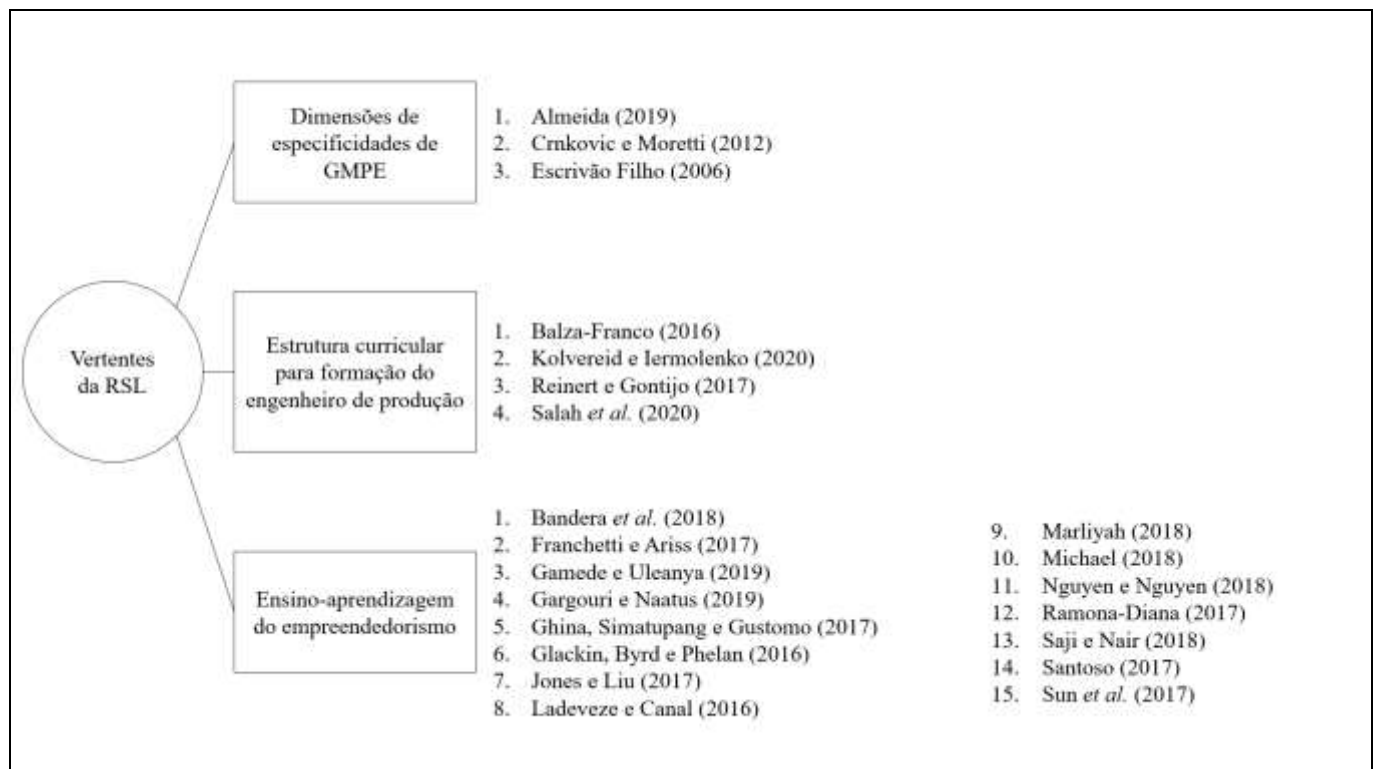 Vertentes
da RSL
Dimensões de
especificidades de
GMPE
1. Almeida (2019)
2. Crnkovic e Moretti (2012)
3. Escrivão Filho (2006)
Estrutura curricular
para formação do
engenheiro de produção
1. Balza-Franco (2016)
2. Kolvereid e Iermolenko (2020)
3. Reinert e Gontijo (2017)
4. Salah et al. (2020)
Ensino-aprendizagem
do empreendedorismo
1. Bandera et al. (2018)
2. Franchetti e Ariss (2017)
3. Gamede e Uleanya (2019)
4. Gargouri e Naatus (2019)
5. Ghina, Simatupang e Gustomo (2017)
6. Glackin, Byrd e Phelan (2016)
7. Jones e Liu (2017)
8. Ladeveze e Canal (2016)
9. Marliyah (2018)
10. Michael (2018)
11. Nguyen e Nguyen (2018)
12. Ramona-Diana (2017)
13. Saji e Nair (2018)
14. Santoso (2017)
15. Sun et al. (2017)